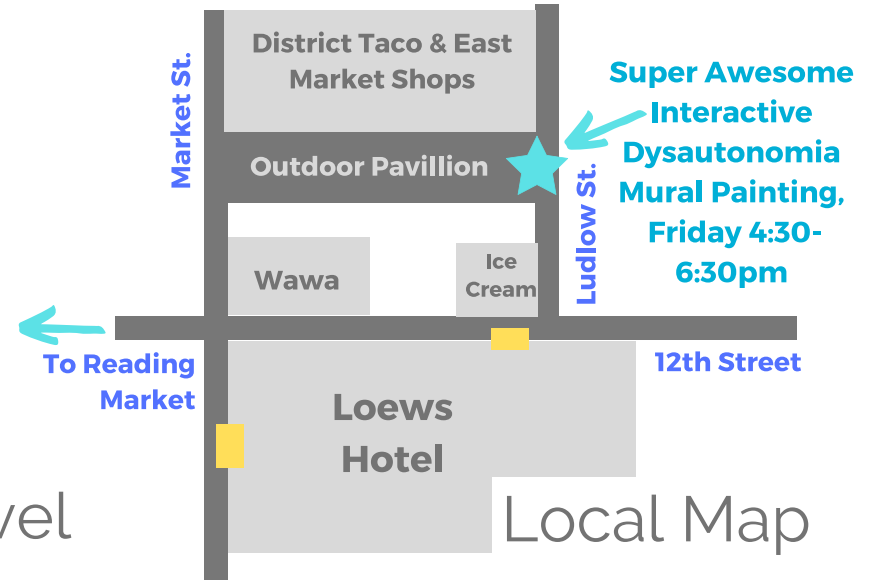 District Taco & East
Market Shops
Market St.
Outdoor Pavillion
Super Awesome
Interactive
Dysautonomia
Mural Painting,
Friday 4:30-
6:30pm
Ludlow St.
Wawa
Ice
Cream
To Reading
Market
12th Street
Loews
Hotel
vel
Local Map